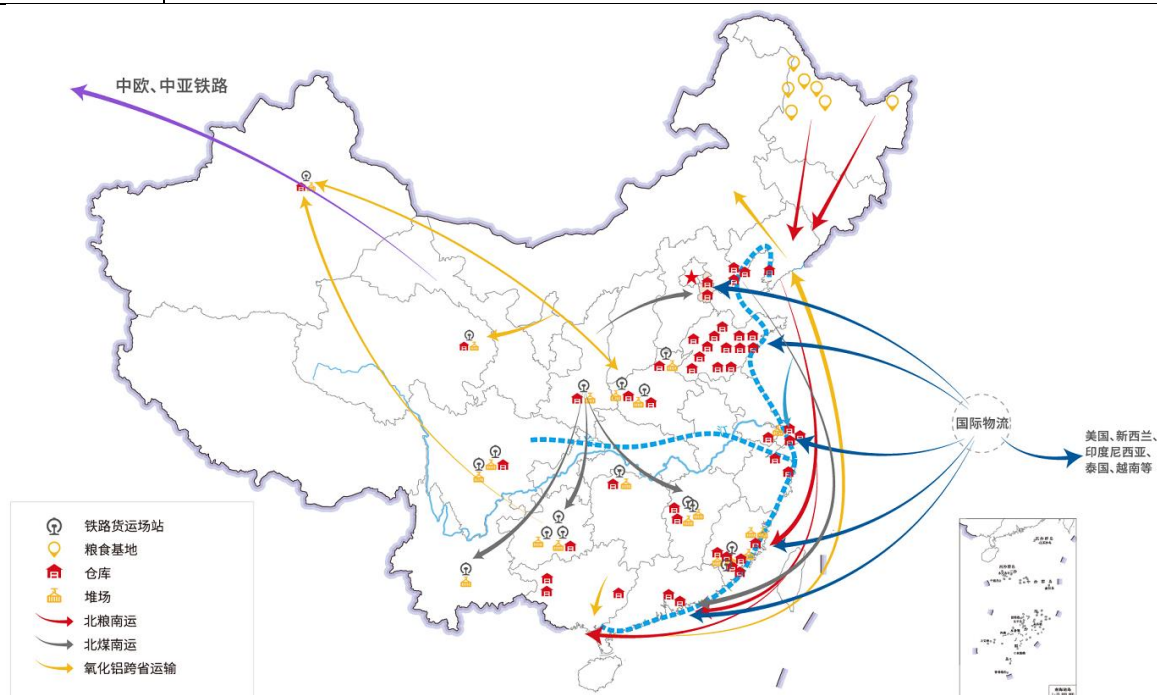 中欧、中亚铁路
国际物流
美国、新西兰、
印度尼西亚、
泰国、越南等
铁路货运场站
粮食基地
仓库
堆场
北粮南运
北煤南运
氧化铝跨省运输